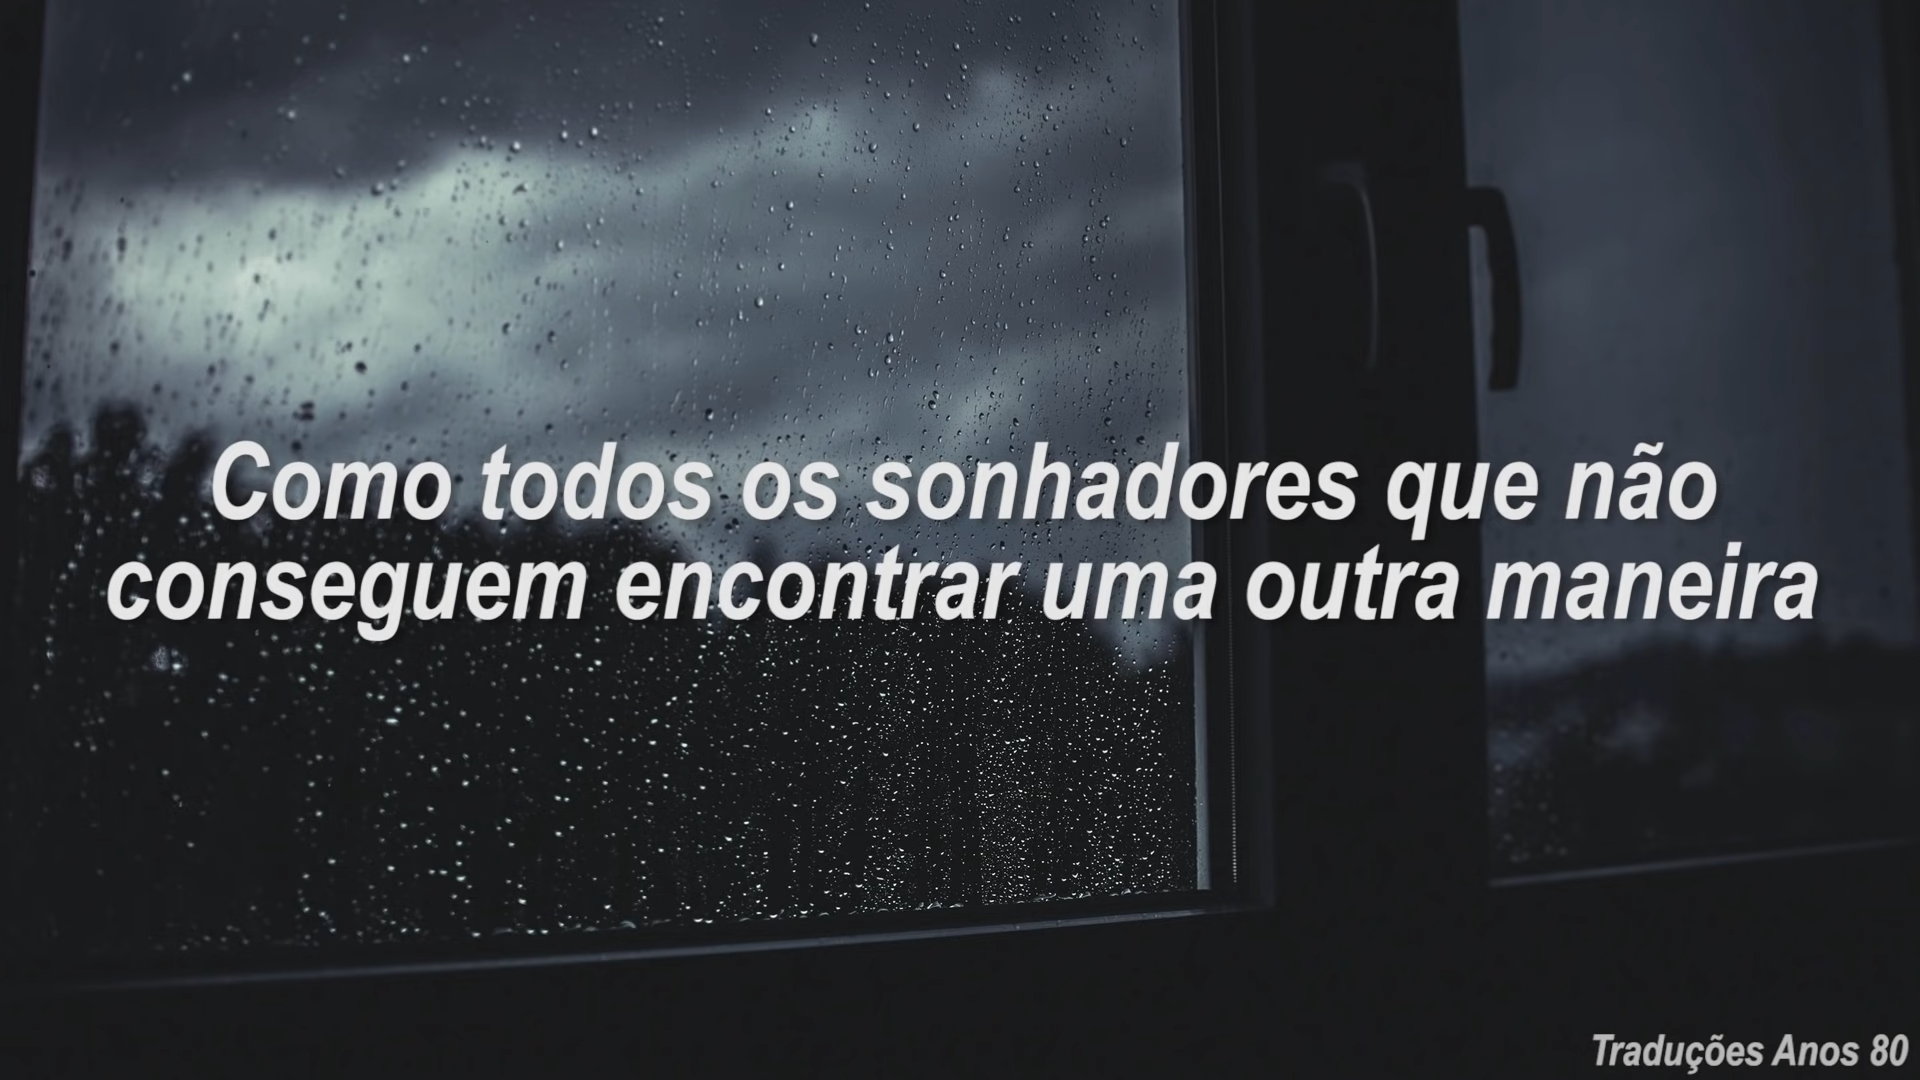 Como todos os sonhadores que não
conseguem encontrar uma outra maneira
Traduções Anos 80